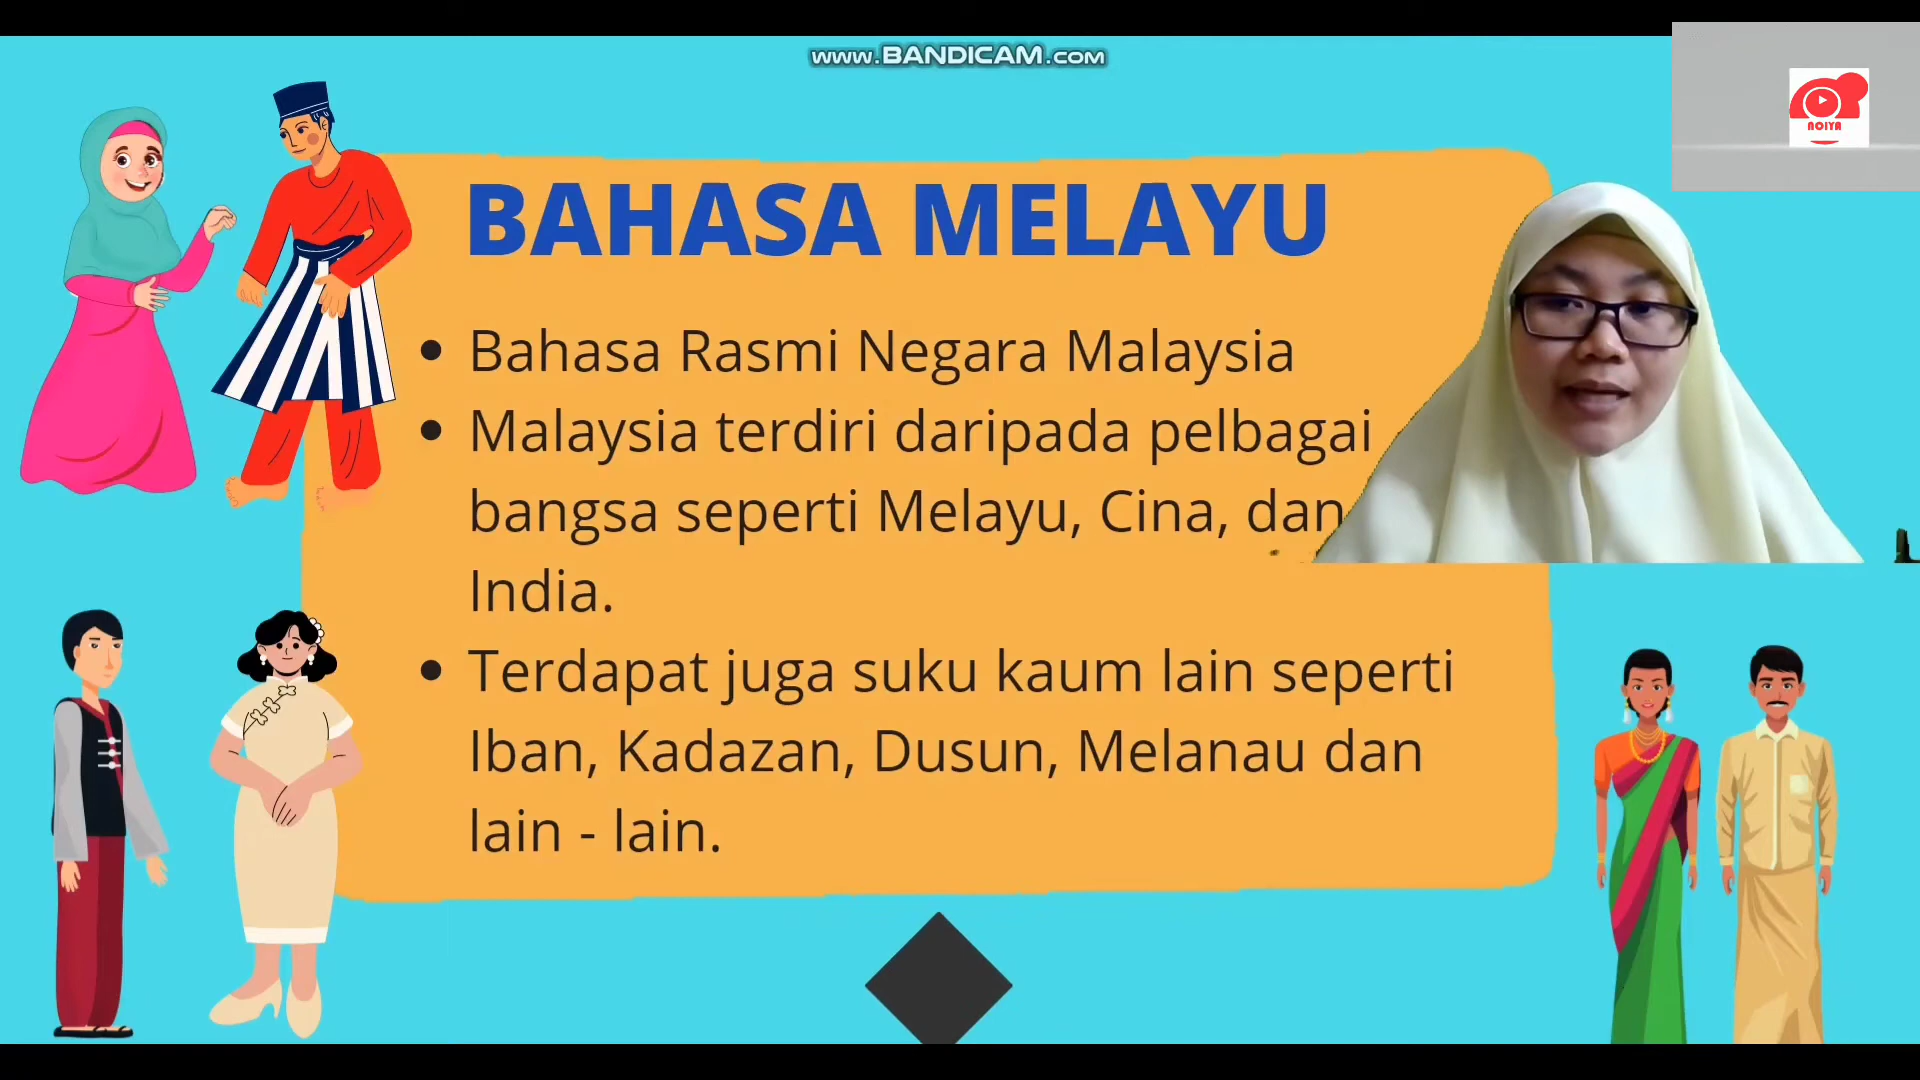 www.BANDICAM.COM
NOIYA
BAHASA MELAYU
• Bahasa Rasmi Negara Malaysia
• Malaysia terdiri daripada pelbagai
bangsa seperti Melayu, Cina, dan
India.
• Terdapat juga suku kaum lain seperti
Iban, Kadazan, Dusun, Melanau dan
lain - lain.